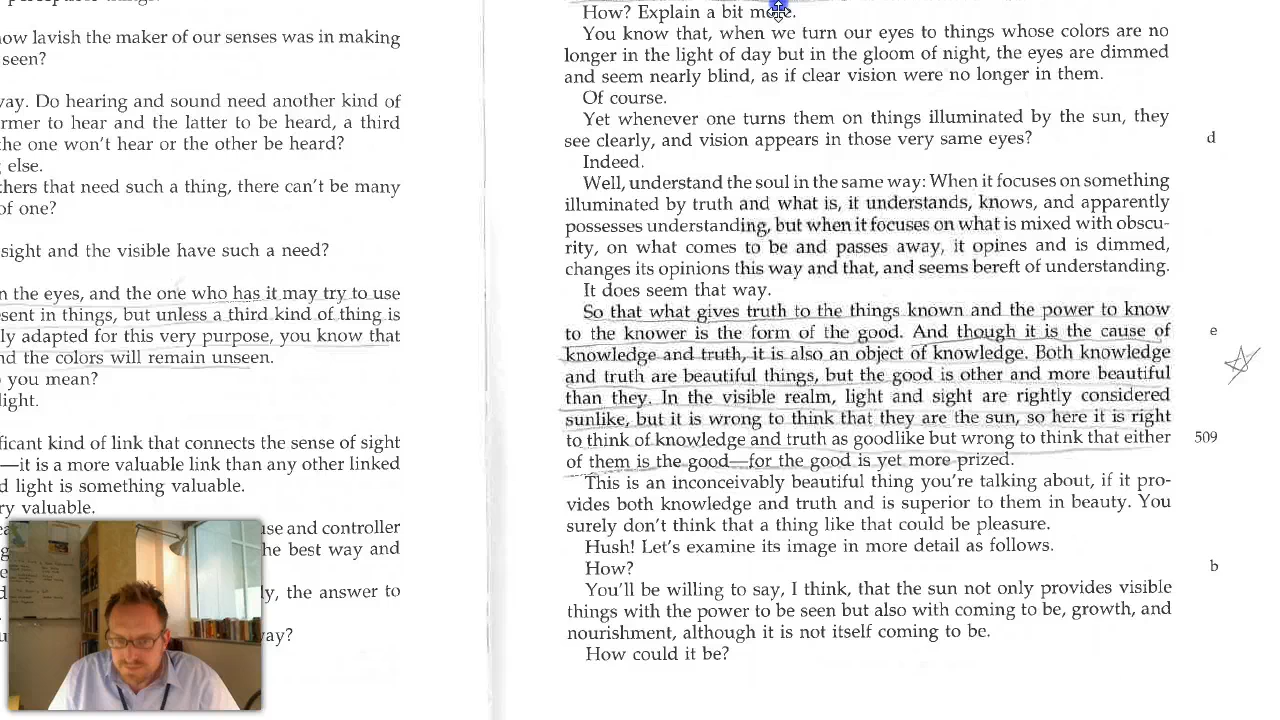 ow lavish the maker of our senses was in making
seen?
way. Do hearing and sound need another kind of
rmer to hear and the latter to be heard, a third
he one won't hear or the other be heard?
else.
thers that need such a thing, there can't be many
of one?
sight and the visible have such a need?
n the eyes, and the one who has it may try to use
sent in things, but unless a third kind of thing is
ly adapted for this very purpose, you know that
nd the colors will remain unseen.
you mean?
light.
ficant kind of link that connects the sense of sight
—it is a more valuable link than any other linked
d light is something valuable.
ry valuable.
use and controller
he best way and
ly, the answer to
way?
How? Explain a bit more.
You know that, when we turn our eyes to things whose colors are no
longer in the light of day but in the gloom of night, the eyes are dimmed
and seem nearly blind, as if clear vision were no longer in them.
Of course.
Yet whenever one turns them on things illuminated by the sun, they
see clearly, and vision appears in those very same eyes?
d
Indeed.
Well, understand the soul in the same way: When it focuses on something
illuminated by truth and what is, it understands, knows, and apparently
possesses understanding, but when it focuses on what is mixed with obscu-
rity, on what comes to be and passes away, it opines and is dimmed,
changes its opinions this way and that, and seems bereft of understanding.
It does seem that way.
So that what gives truth to the things known and the power to know
to the knower is the form of the good. And though it is the cause of
e
knowledge and truth, it is also an object of knowledge. Both knowledge
and truth are beautiful things, but the good is other and more beautiful
than they. In the visible realm, light and sight are rightly considered
sunlike, but it is wrong to think that they are the sun, so here it is right
to think of knowledge and truth as goodlike but wrong to think that either
509
of them is the good—for the good is yet more prized.
This is an inconceivably beautiful thing you're talking about, if it pro-
vides both knowledge and truth and is superior to them in beauty. You
surely don't think that a thing like that could be pleasure.
Hush! Let's examine its image in more detail as follows.
How?
b
You'll be willing to say, I think, that the sun not only provides visible
things with the power to be seen but also with coming to be, growth, and
nourishment, although it is not itself coming to be.
How could it be?